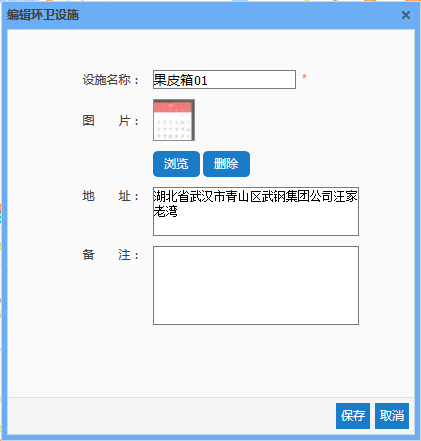 编辑环卫设施
设施名称： 果皮箱01 *
图 片：
浏览 删除
地 址： 湖北省武汉市青山区武钢集团公司汪家
老湾
备 注：
保存 取消